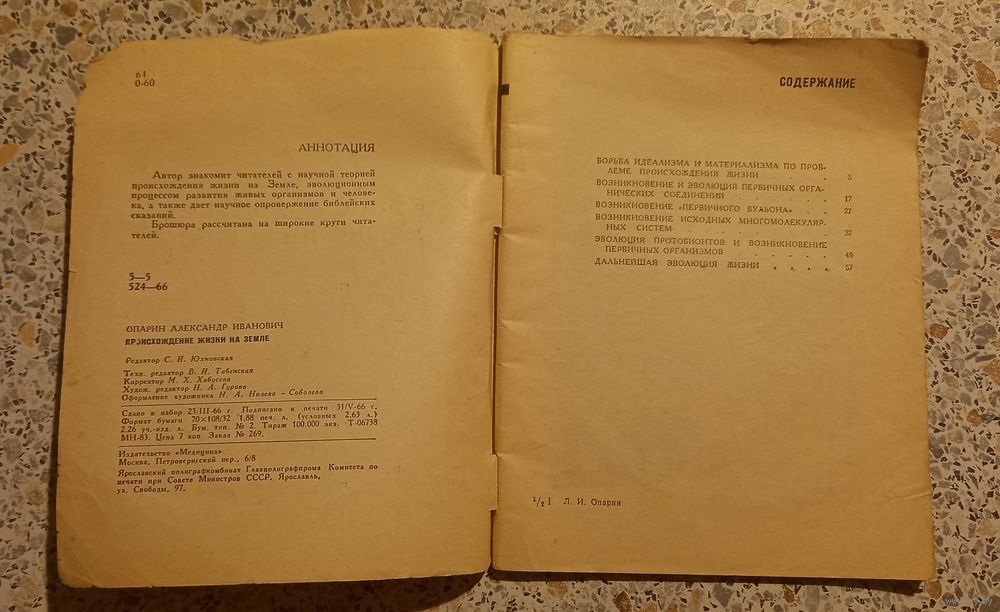 61
0-60
АННОТАЦИЯ
Автор знакомит читателей с научной теорией
происхождения жизни на Земле, эволюционным
процессом развития живых организмов и челове-
ка, а также дает научное опровержение библейских
сказаний.
Брошюра рассчитана на широкие круги чита-
телей.
5—5
524—66
ОПАРИН АЛЕКСАНДР ИВАНОВИЧ
ПРОИСХОЖДЕНИЕ ЖИЗНИ НА ЗЕМЛЕ
Редактор С. И. Юхновская
Техн. редактор В. И. Табенская
Корректор М. Х. Хабусова
Худож. редактор Н. А. Гурова
Оформление художника Н. А. Нолева - Соболева
Сдано в набор 23/III-66 г. Подписано к печати 31/V-66 г.
Формат бумаги 70×108/32 1,88 печ. л. (условных 2,63 л.)
2,26 уч.-изд. л. Бум. тип. № 2. Тираж 100.000 экз. Т-06738
МН-83. Цена 7 коп. Заказ № 269.
Издательство «Медицина»
Москва, Петроверигский пер., 6/8
Ярославский полиграфкомбинат Главполиграфпрома Комитета по
печати при Совете Министров СССР. Ярославль,
ул. Свободы, 97.
СОДЕРЖАНИЕ
БОРЬБА ИДЕАЛИЗМА И МАТЕРИАЛИЗМА ПО ПРОБ-
ЛЕМЕ ПРОИСХОЖДЕНИЯ ЖИЗНИ . . . . . 5
ВОЗНИКНОВЕНИЕ И ЭВОЛЮЦИЯ ПЕРВИЧНЫХ ОРГА-
НИЧЕСКИХ СОЕДИНЕНИЙ . . . . . . 17
ВОЗНИКНОВЕНИЕ «ПЕРВИЧНОГО БУЛЬОНА» . . 27
ВОЗНИКНОВЕНИЕ ИСХОДНЫХ МНОГОМОЛЕКУЛЯР-
НЫХ СИСТЕМ . . . . . . . . 37
ЭВОЛЮЦИЯ ПРОТОБИОНТОВ И ВОЗНИКНОВЕНИЕ
ПЕРВИЧНЫХ ОРГАНИЗМОВ . . . . . . 49
ДАЛЬНЕЙШАЯ ЭВОЛЮЦИЯ ЖИЗНИ . . . . 57
1/2 I Л. И. Опарин